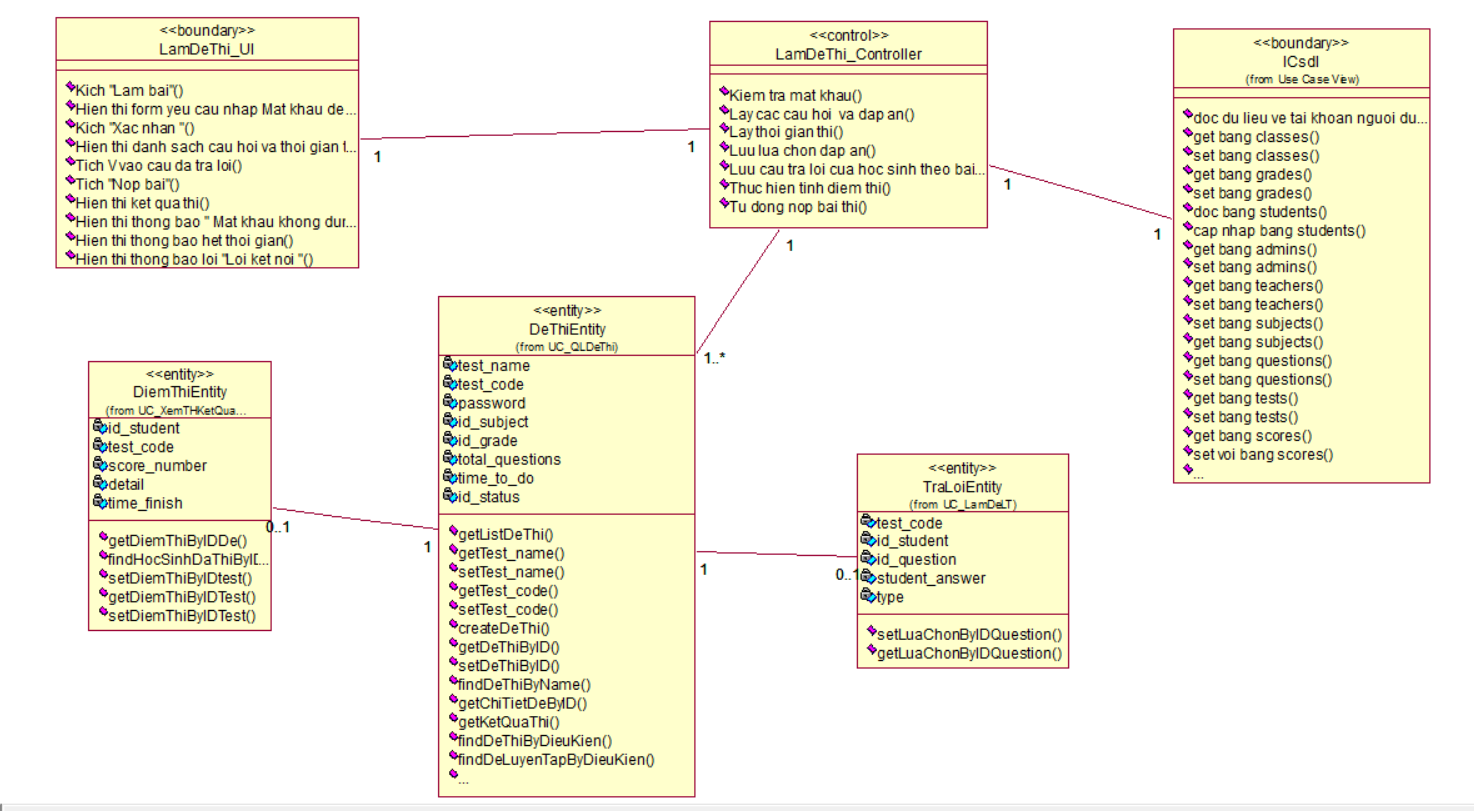 <<boundary>>
LamDeThi_UI
Kich "Lam bai"()
Hien thi form yeu cau nhap Mat khau de...
Kich "Xac nhan "()
Hien thi danh sach cau hoi va thoi gian t...
Tich V vao cau da tra loi()
Tich "Nop bai"()
Hien thi ket qua thi()
Hien thi thong bao " Mat khau khong dur...
Hien thi thong bao het thoi gian()
Hien thi thong bao loi "Loi ket noi "()
1
1
<<control>>
LamDeThi_Controller
Kiem tra mat khau()
Lay cac cau hoi va dap an()
Lay thoi gian thi()
Luu lua chon dap an()
Luu cau tra loi cua hoc sinh theo bai...
Thuc hien tinh diem thi()
Tu dong nop bai thi()
1
1
<<boundary>>
ICsdl
(from Use Case View)
doc du lieu ve tai khoan nguoi du...
get bang classes()
set bang classes()
get bang grades()
set bang grades()
doc bang students()
cap nhap bang students()
get bang admins()
set bang admins()
get bang teachers()
set bang teachers()
set bang subjects()
get bang subjects()
get bang questions()
set bang questions()
get bang tests()
set bang tests()
get bang scores()
set voi bang scores()
...
1
1..*
<<entity>>
DeThiEntity
(from UC_QLDeThi)
test_name
test_code
password
id_subject
id_grade
total_questions
time_to_do
id_status
getListDeThi()
getTest_name()
setTest_name()
getTest_code()
setTest_code()
createDeThi()
getDeThiByID()
setDeThiByID()
findDeThiByName()
getChiTietDeByID()
getKetQuaThi()
findDeThiByDieuKien()
findDeLuyenTapByDieuKien()
...
<<entity>>
DiemThiEntity
(from UC_XemTHKetQua...
id_student
test_code
score_number
detail
time_finish
getDiemThiByIDDe()
findHocSinhDaThiByI...
setDiemThiByIDtest()
getDiemThiByIDTest()
setDiemThiByIDTest()
0..1
1
1
0..1
<<entity>>
TraLoiEntity
(from UC_LamDeLT)
test_code
id_student
id_question
student_answer
type
setLuaChonByIDQuestion()
getLuaChonByIDQuestion()